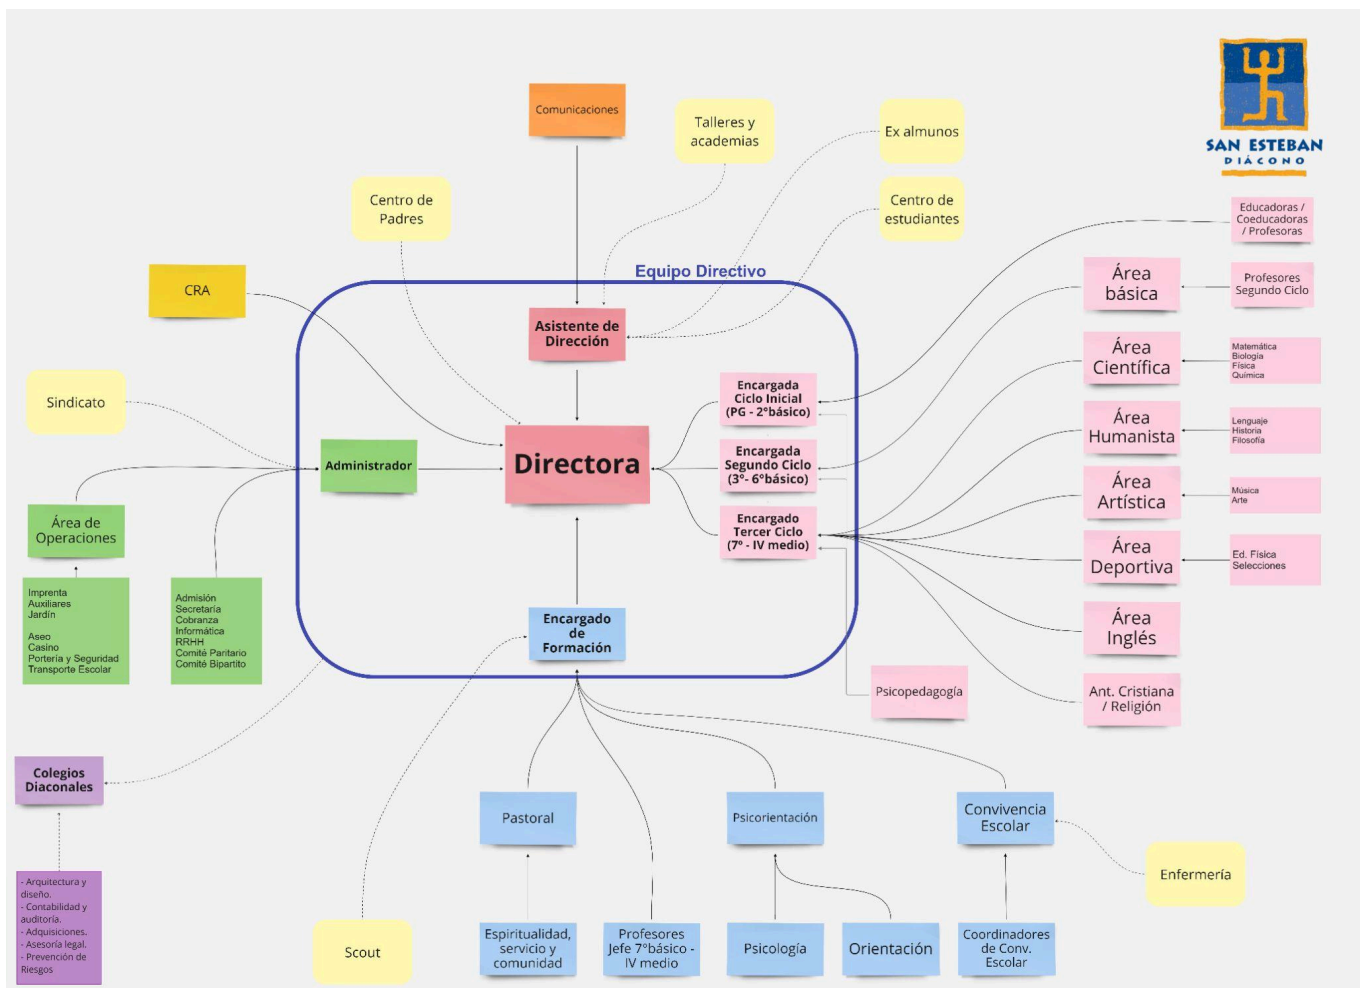 Comunicaciones
Talleres y
academias
Ex almunos
SAN ESTEBAN
DIÁCONO
Centro de
Padres
Centro de
estudiantes
Educadoras /
Coeducadoras
/ Profesoras
Equipo Directivo
CRA
Área
básica
Profesores
Segundo Ciclo
Asistente de
Dirección
Área
Científica
Matemática
Biología
Física
Química
Encargada
Ciclo Inicial
(PG - 2°básico)
Sindicato
Área
Humanista
Lenguaje
Historia
Filosofía
Administrador
Directora
Encargada
Segundo Ciclo
(3º- 6ºbásico)
Área
Artística
Música
Arte
Área de
Operaciones
Encargado
Tercer Ciclo
(7º - IV medio)
Área
Deportiva
Ed. Física
Selecciones
Imprenta
Auxiliares
Jardín
Aseo
Casino
Portería y Seguridad
Transporte Escolar
Admisión
Secretaría
Cobranza
Informática
RRHH
Comité Paritario
Comité Bipartito
Encargado
de
Formación
Área
Inglés
Psicopedagogía
Ant. Cristiana
/ Religión
Colegios
Diaconales
Pastoral
Psicorientación
Convivencia
Escolar
- Arquitectura y
diseño.
- Contabilidad y
auditoría.
- Adquisiciones.
- Asesoría legal.
- Prevención de
Riesgos
Enfermería
Scout
Espiritualidad,
servicio y
comunidad
Profesores
Jefe 7°básico -
IV medio
Psicología
Orientación
Coordinadores
de Conv.
Escolar